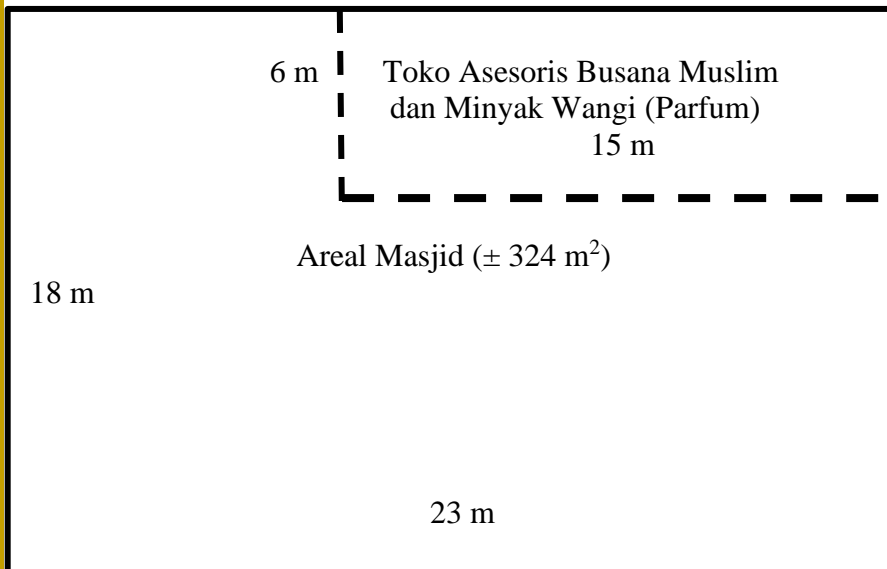 6 m
Toko Asesoris Busana Muslim
dan Minyak Wangi (Parfum)
15 m
Areal Masjid (± 324 m²)
18 m
23 m